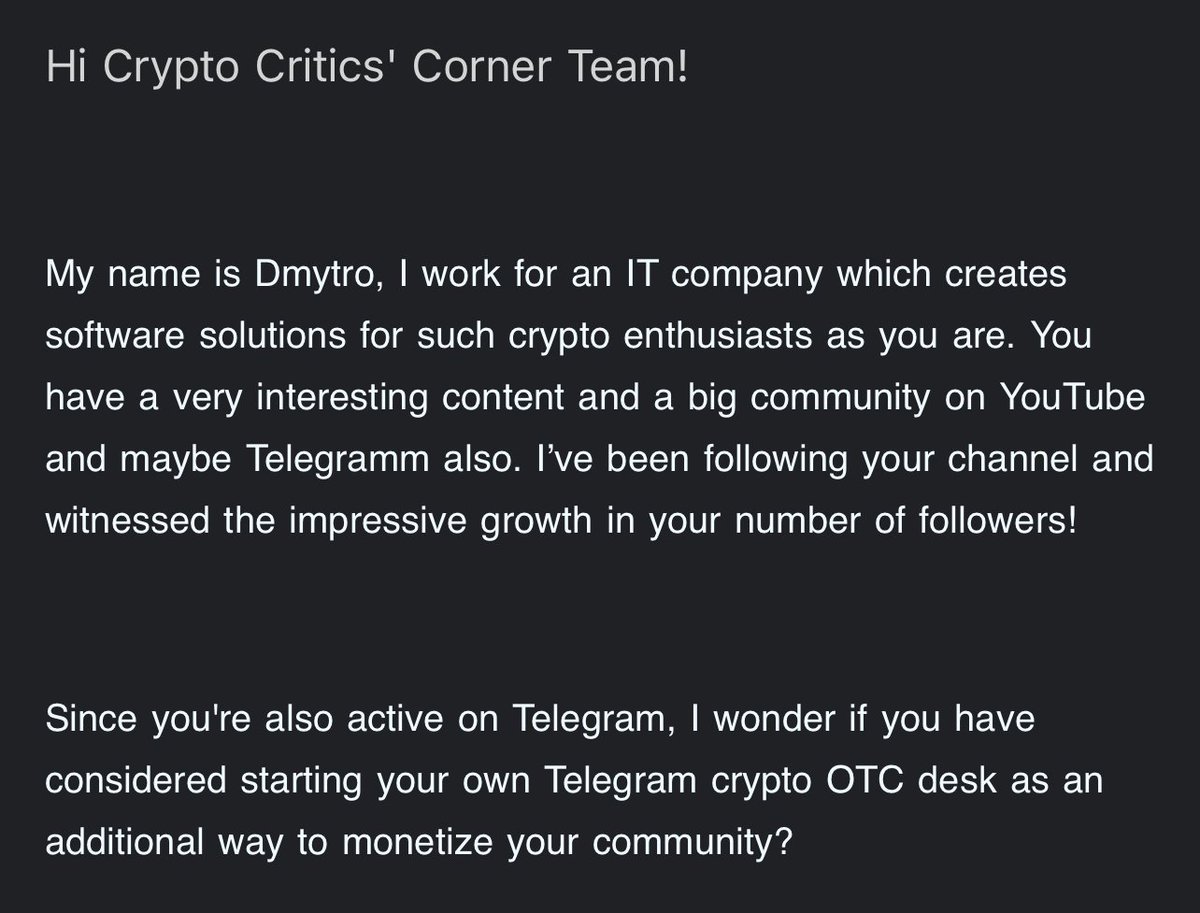 Hi Crypto Critics' Corner Team!
My name is Dmytro, I work for an IT company which creates
software solutions for such crypto enthusiasts as you are. You
have a very interesting content and a big community on YouTube
and maybe Telegramm also. I’ve been following your channel and
witnessed the impressive growth in your number of followers!
Since you're also active on Telegram, I wonder if you have
considered starting your own Telegram crypto OTC desk as an
additional way to monetize your community?